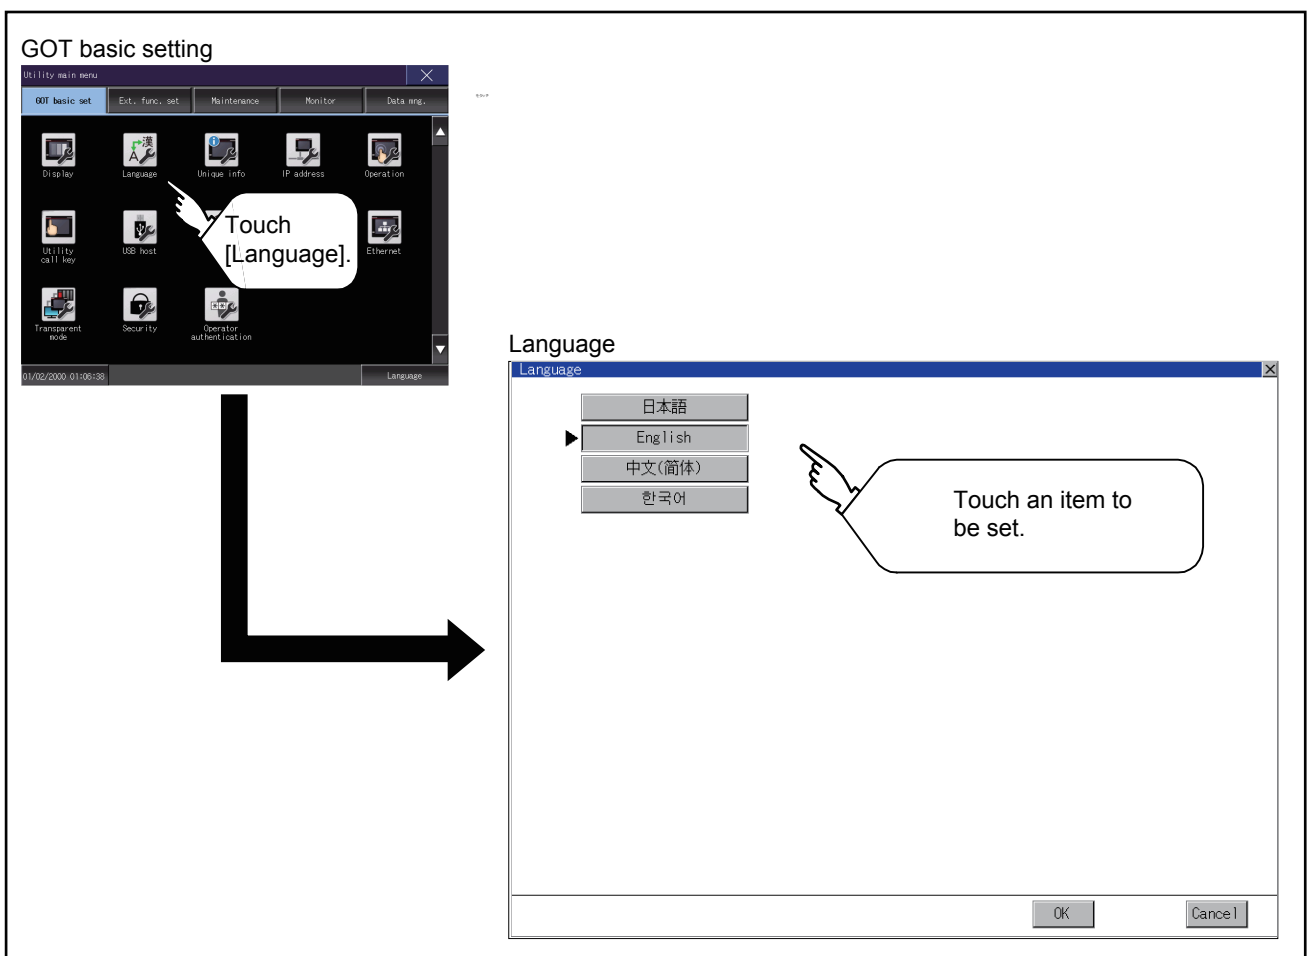 GOT basic setting
Utility main menu
GOT basic set
Ext. func. set
Maintenance
Monitor
Data mng.
Display
Language
Unique info
IP address
Operation
Touch
[Language].
Utility
call key
USB host
Ethernet
Transparent
mode
Security
Operator
authentication
01/02/2000 01:06:38
Language
Language
Language
日本語
English
中文(简体)
한국어
Touch an item to
be set.
OK
Cancel